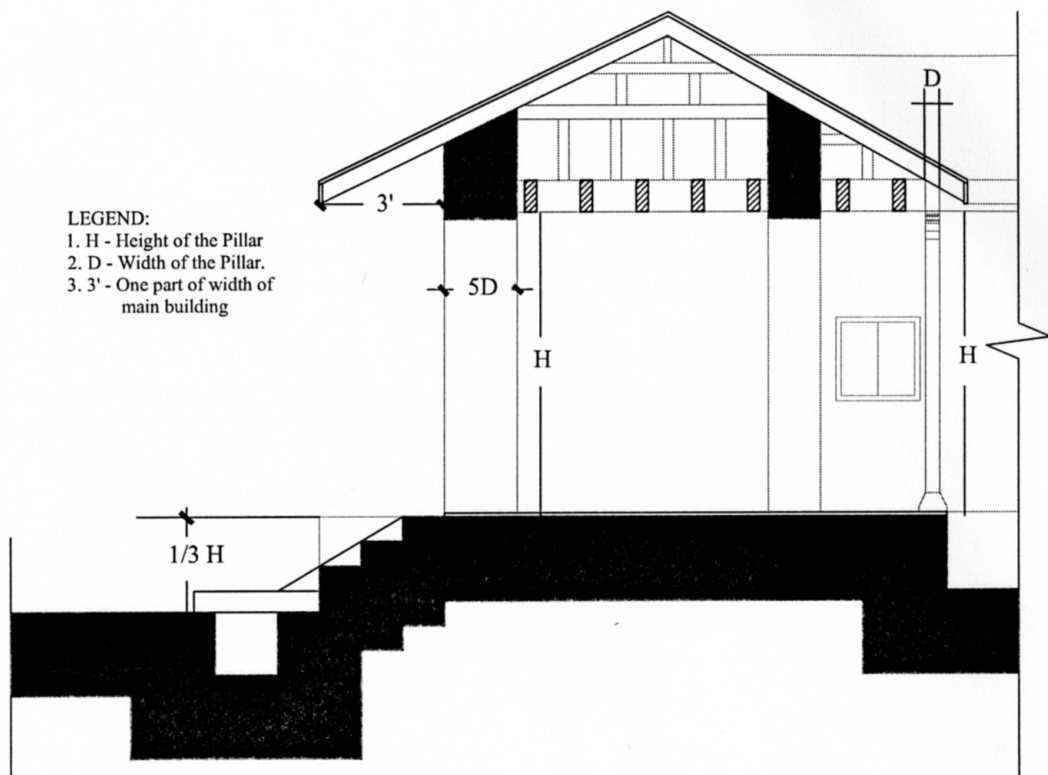 D
3'
LEGEND:
1. H - Height of the Pillar
2. D - Width of the Pillar.
3. 3' - One part of width of
main building
5D
H
H
1/3 H